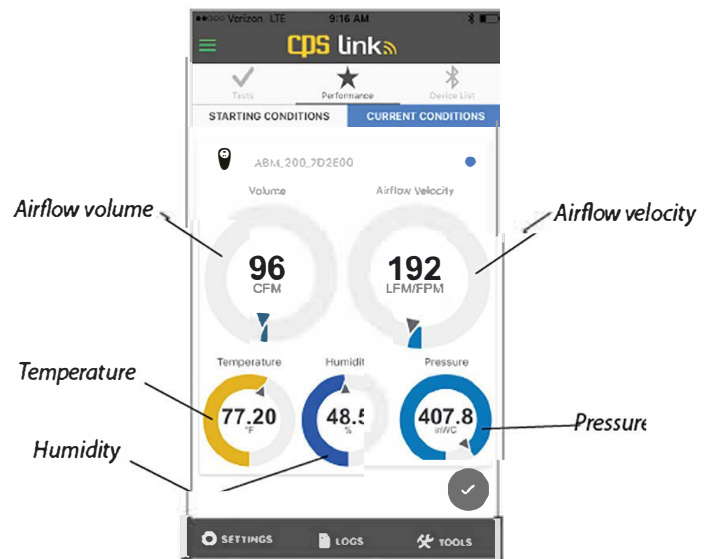 Verizon LTE 9:16 AM
cps link
Tests Performance Device List
STARTING CONDITIONS CURRENT CONDITIONS
ABM_200_7D2E00
Volume Airflow Velocity
Airflow volume Airflow velocity
96 192
CFM LFM/FPM
Temperature Humidit Pressure
Temperature
77.20 48.5 407.8
°F % inWC
Pressure
Humidity
SETTINGS LOGS TOOLS